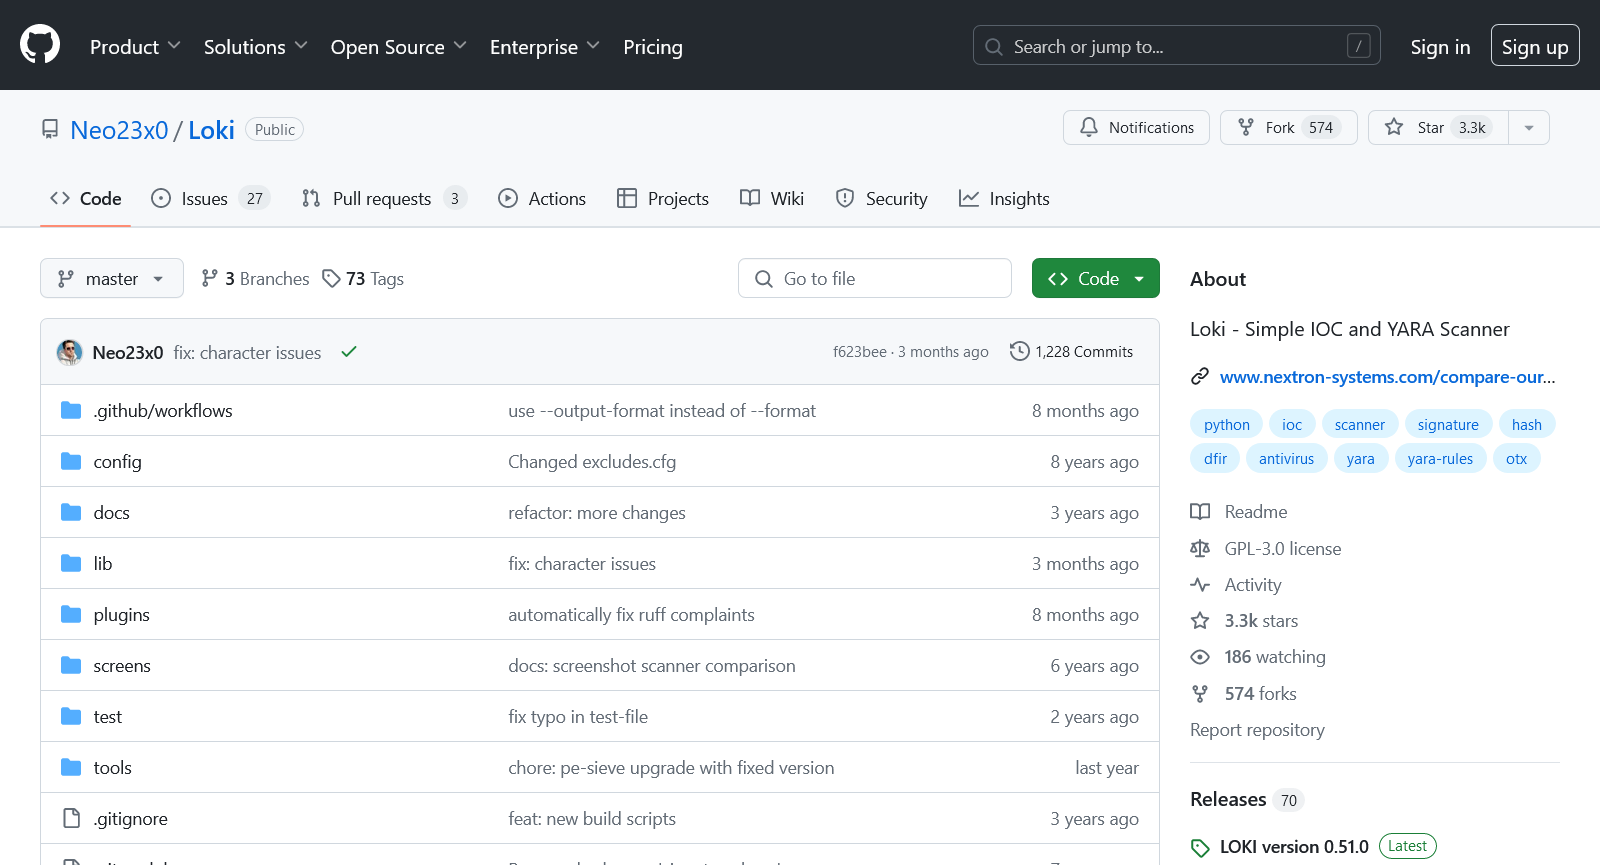 Product Solutions Open Source Enterprise Pricing Search or jump to... / Sign in Sign up
Neo23x0 / Loki Public Notifications Fork 574 Star 3.3k
Code Issues 27 Pull requests 3 Actions Projects Wiki Security Insights
master 3 Branches 73 Tags Go to file Code
Neo23x0 fix: character issues f623bee · 3 months ago 1,228 Commits
.github/workflows use --output-format instead of --format 8 months ago
config Changed excludes.cfg 8 years ago
docs refactor: more changes 3 years ago
lib fix: character issues 3 months ago
plugins automatically fix ruff complaints 8 months ago
screens docs: screenshot scanner comparison 6 years ago
test fix typo in test-file 2 years ago
tools chore: pe-sieve upgrade with fixed version last year
.gitignore feat: new build scripts 3 years ago
About
Loki - Simple IOC and YARA Scanner
www.nextron-systems.com/compare-our...
python ioc scanner signature hash
dfir antivirus yara yara-rules otx
Readme
GPL-3.0 license
Activity
3.3k stars
186 watching
574 forks
Report repository
Releases 70
LOKI version 0.51.0 Latest